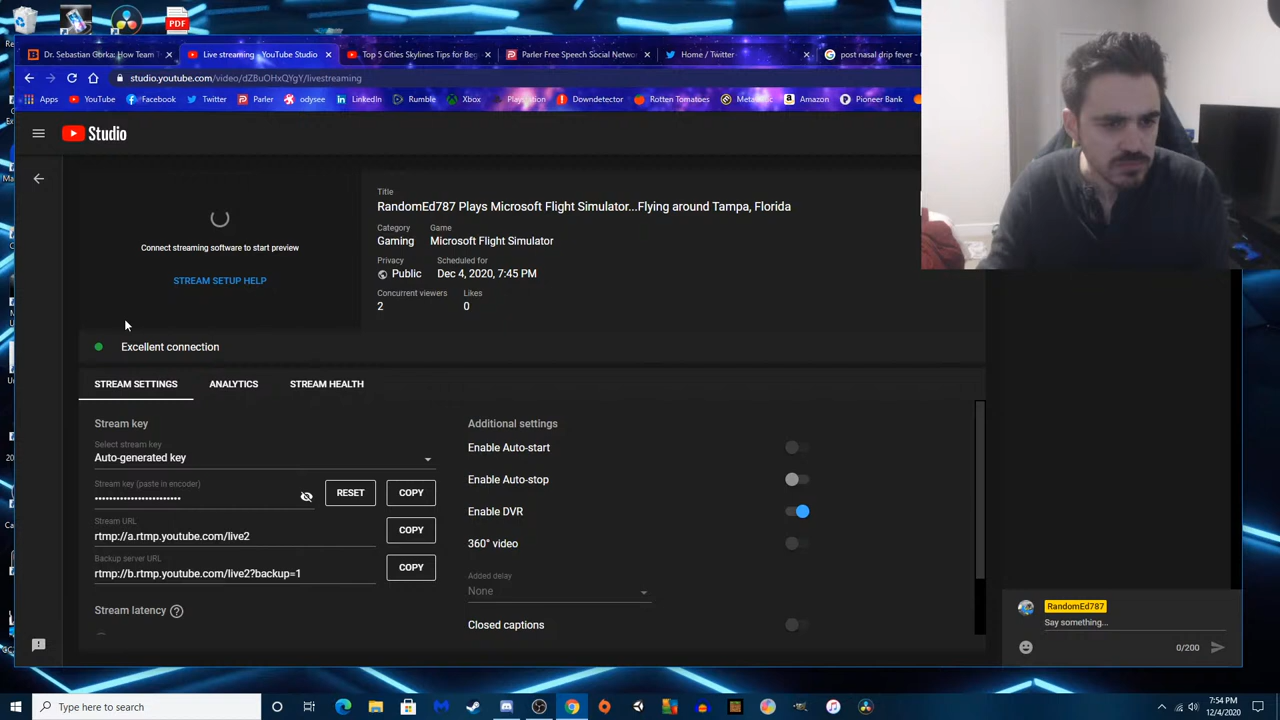 PDF
Dr. Sebastian Gorka: How Team T
Live streaming - YouTube Studio
Top 5 Cities Skylines Tips for Beg
Parler Free Speech Social Netwo
Home / Twitter
post nasal drip fever -
studio.youtube.com/video/dZBuOHxQYgY/livestreaming
Apps
YouTube
Facebook
Twitter
Parler
odysee
LinkedIn
Rumble
Xbox
PlayStation
Downdetector
Rotten Tomatoes
Amazon
Pioneer Bank
Studio
Connect streaming software to start preview
STREAM SETUP HELP
Title
RandomEd787 Plays Microsoft Flight Simulator...Flying around Tampa, Florida
Category Game
Gaming Microsoft Flight Simulator
Privacy Scheduled for
Public Dec 4, 2020, 7:45 PM
Concurrent viewers Likes
2 0
Excellent connection
STREAM SETTINGS ANALYTICS STREAM HEALTH
Stream key
Select stream key
Auto-generated key
Stream key (paste in encoder)
RESET COPY
Stream URL
rtmp://a.rtmp.youtube.com/live2
COPY
Backup server URL
rtmp://b.rtmp.youtube.com/live2?backup=1
COPY
Stream latency
Additional settings
Enable Auto-start
Enable Auto-stop
Enable DVR
360° video
Added delay
None
Closed captions
RandomEd787
Say something...
0/200
Type here to search
7:54 PM
12/4/2020